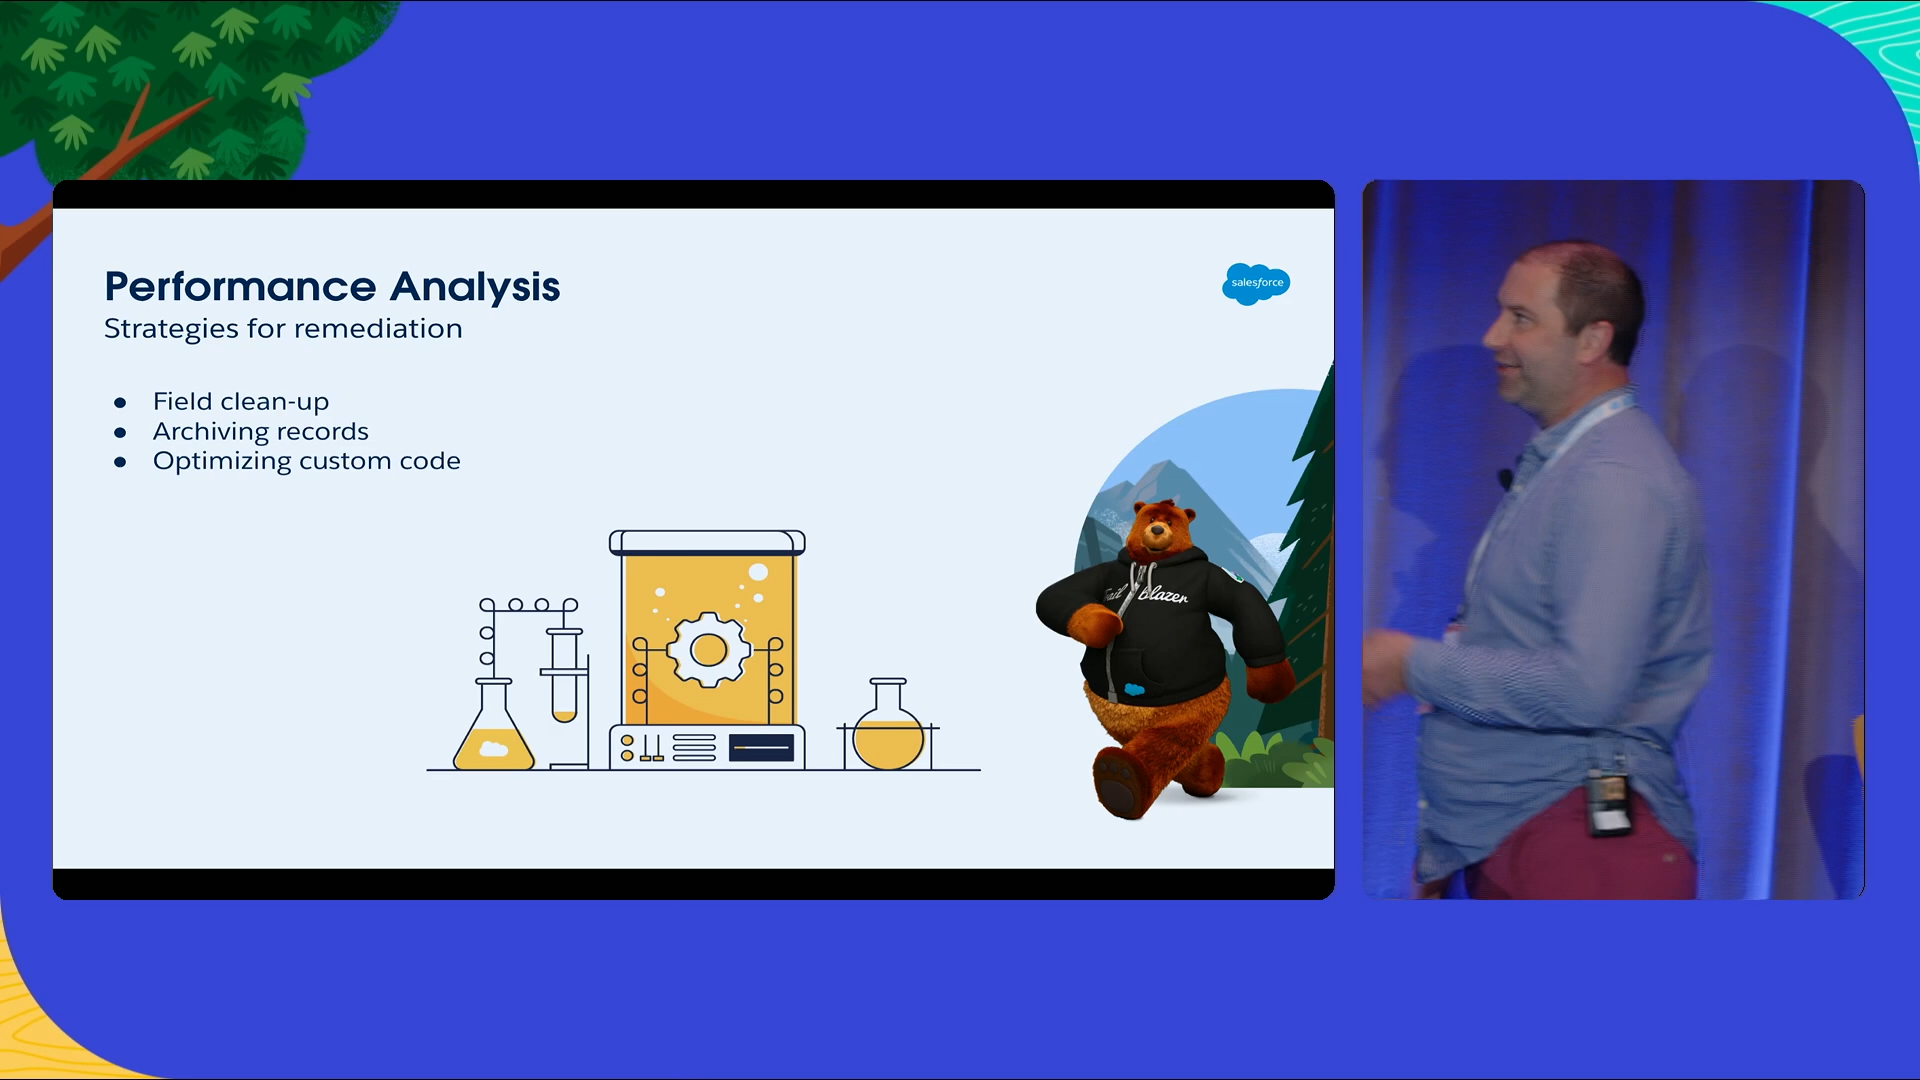 Performance Analysis
salesforce
Strategies for remediation
● Field clean-up
● Archiving records
● Optimizing custom code
Trail Blazer